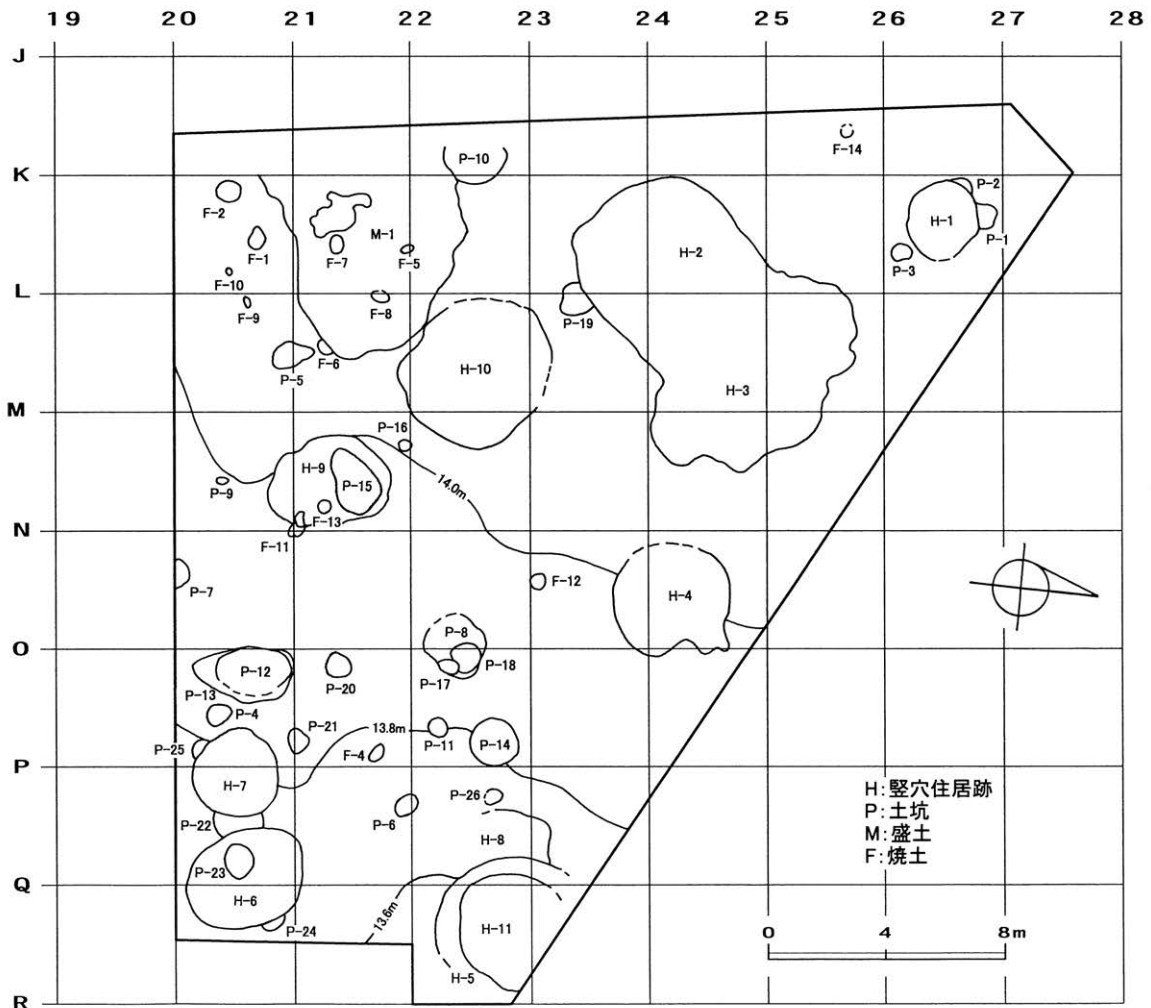 19 20 21 22 23 24 25 26 27 28
J
F-14
P-10
K
P-2
F-2
H-1
M-1
P-1
F-1
F-7
F-5
H-2
P-3
F-10
L
F-9
F-8
P-19
F-6
P-5
H-10
H-3
M
P-16
H-9
P-15
14.0m
P-9
F-13
N
F-11
P-7
F-12
H-4
P-8
O
P-12
P-18
P-13
P-20
P-17
P-4
P-21
13.8m
P-25
F-4
P-11
P-14
P
H-7
P-26
P-22
P-6
H-8
P-23
Q
H-6
13.6m
P-24
H-11
H-5
R
H:竪穴住居跡
P:土坑
M:盛土
F:焼土
0 4 8m